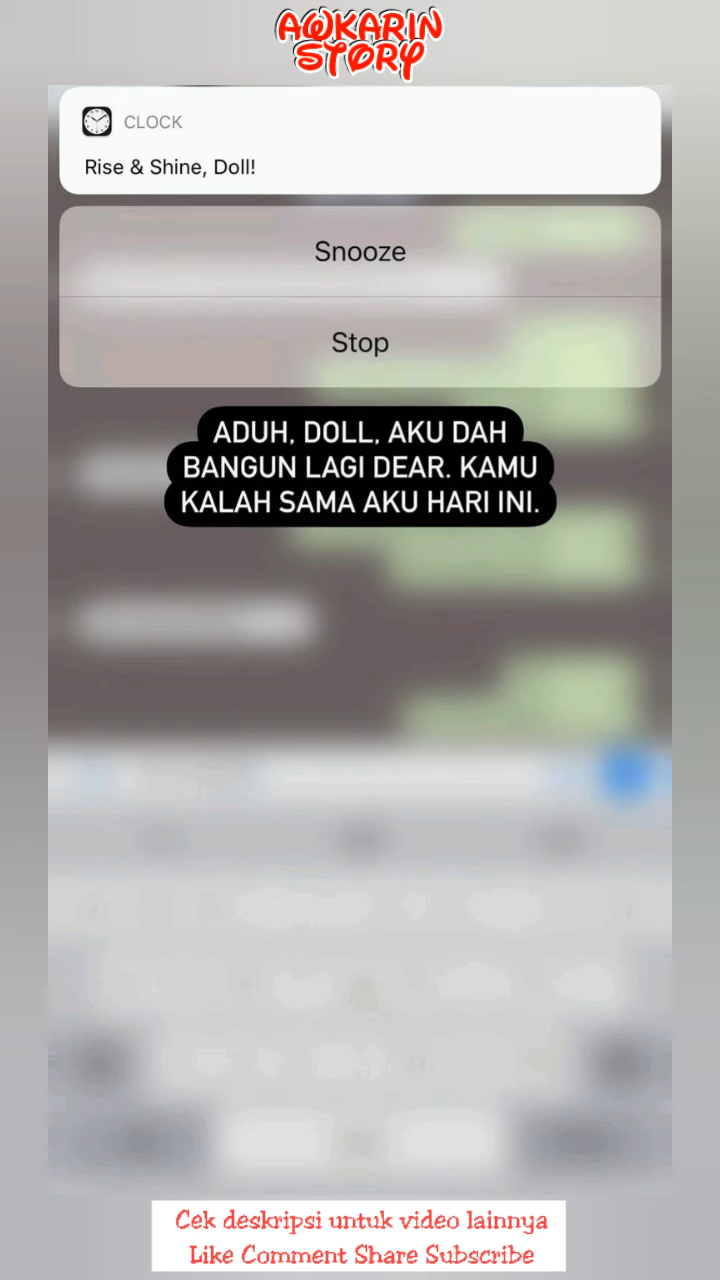 AWKARIN
STORY
CLOCK
Rise & Shine, Doll!
Snooze
Stop
ADUH, DOLL, AKU DAH
BANGUN LAGI DEAR. KAMU
KALAH SAMA AKU HARI INI.
Cek deskripsi untuk video lainnya
Like Comment Share Subscribe